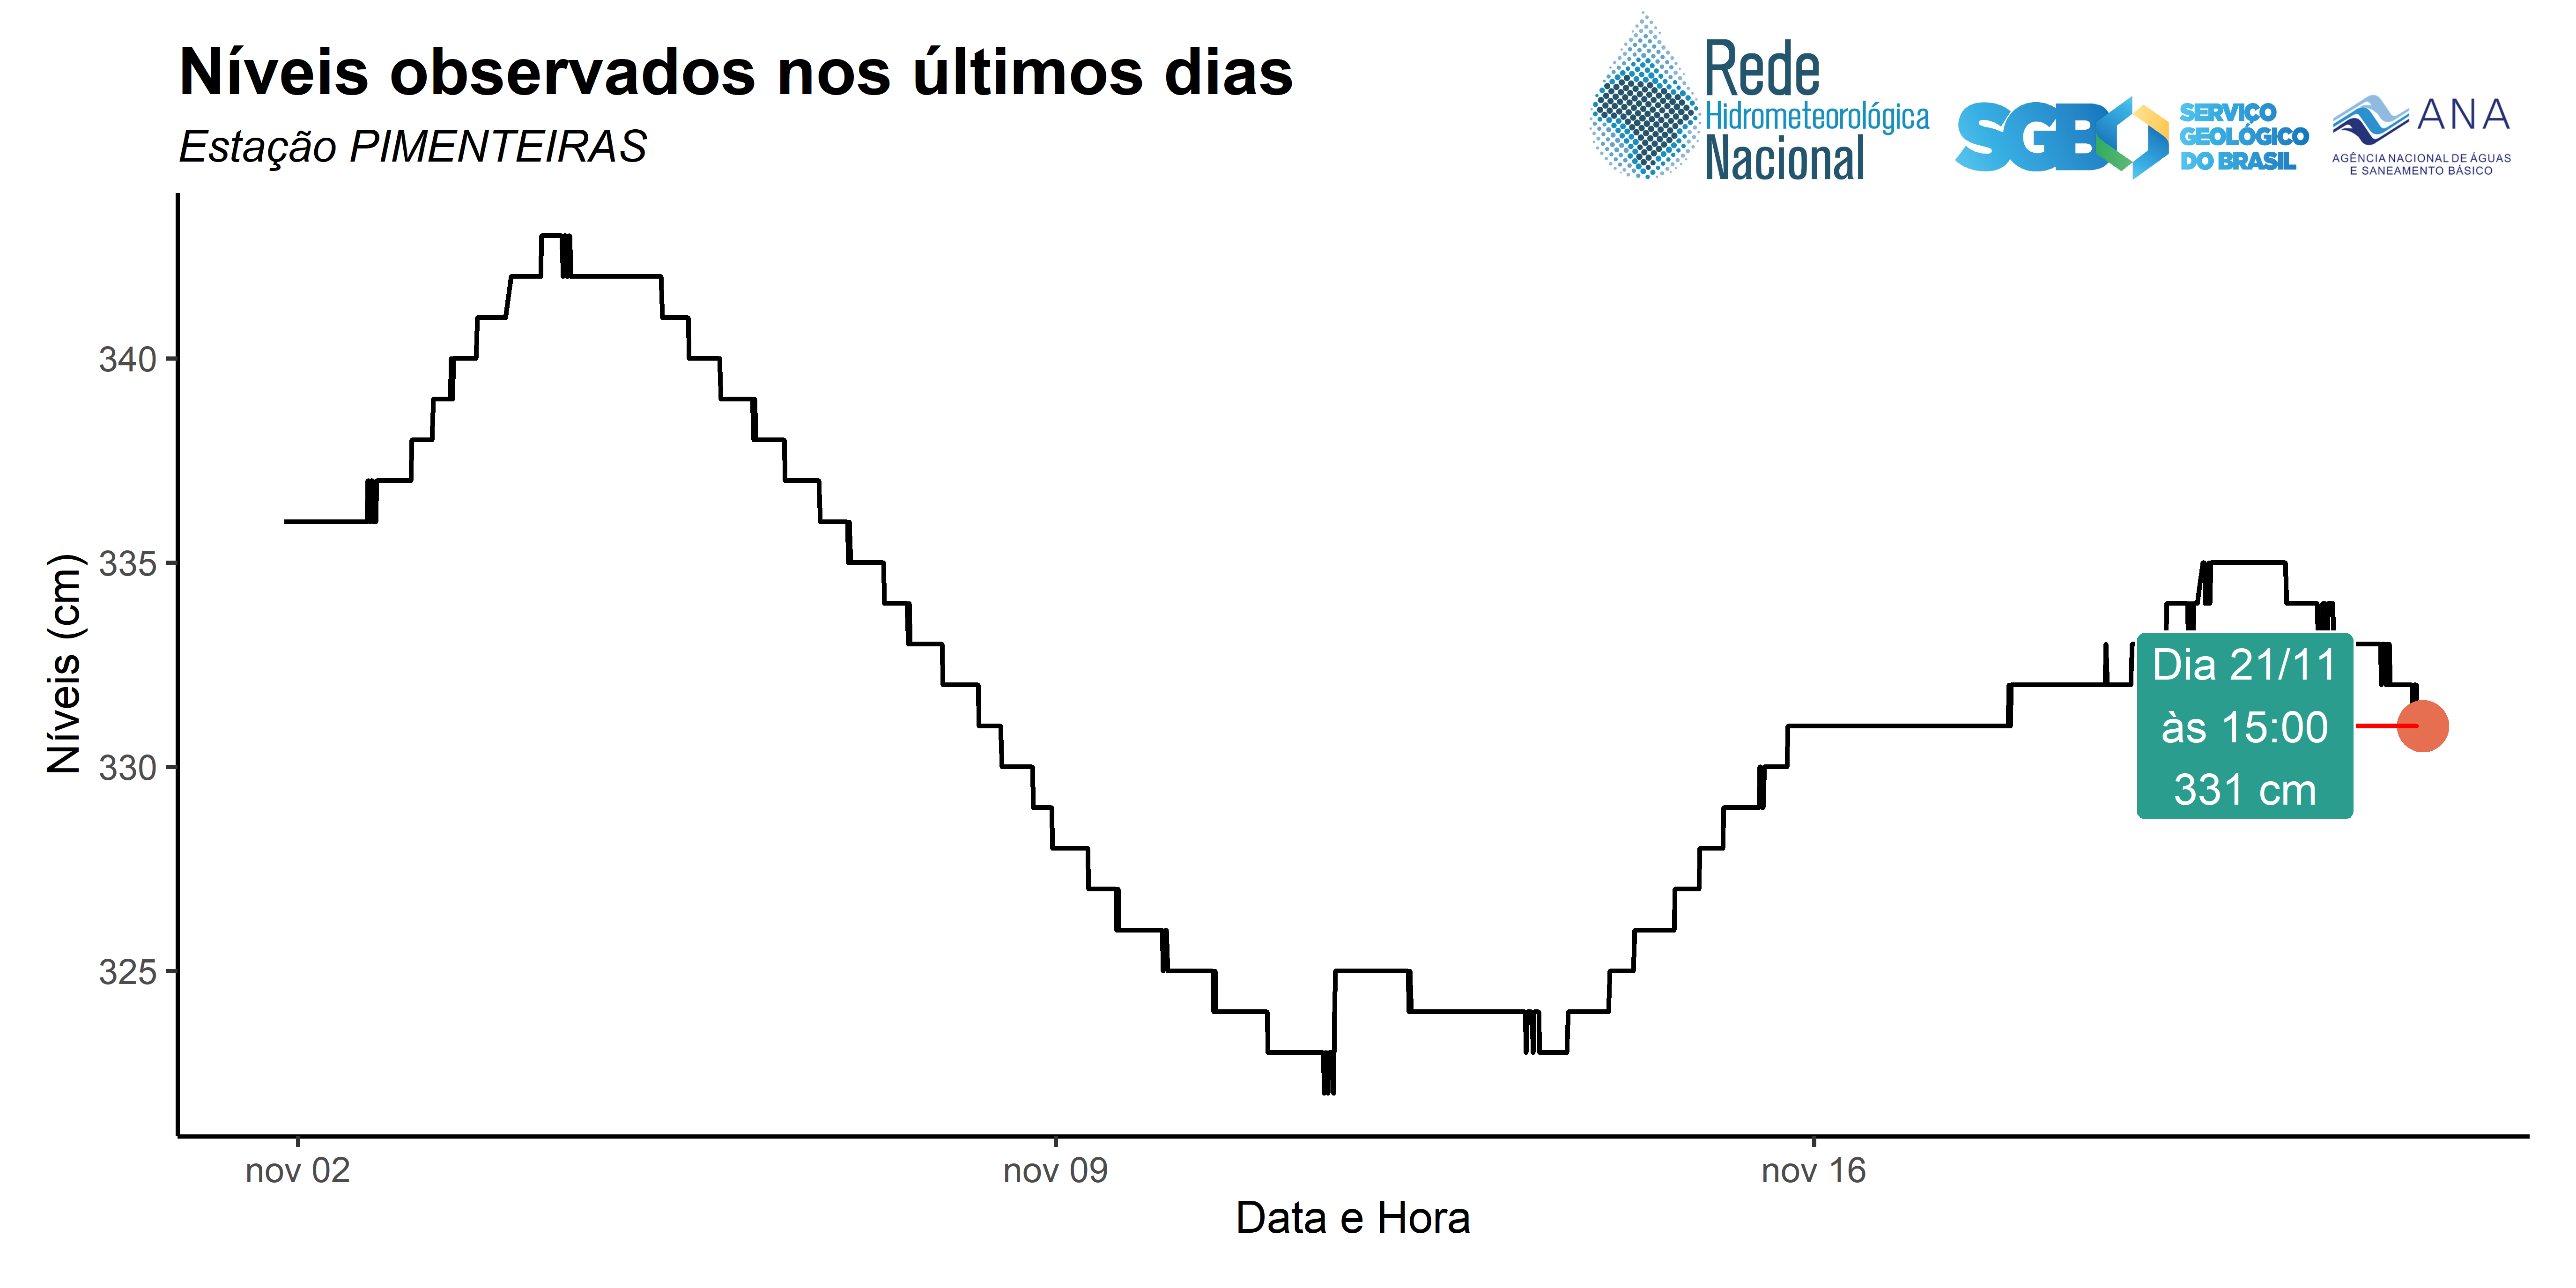 Níveis observados nos últimos dias
Estação PIMENTEIRAS
Rede
Hidrometeorológica
Nacional
SGB
SERVIÇO
GEOLÓGICO
DO BRASIL
ANA
AGÊNCIA NACIONAL DE ÁGUAS
E SANEAMENTO BÁSICO
Níveis (cm)
340
335
330
325
Dia 21/11
às 15:00
331 cm
nov 02
nov 09
nov 16
Data e Hora